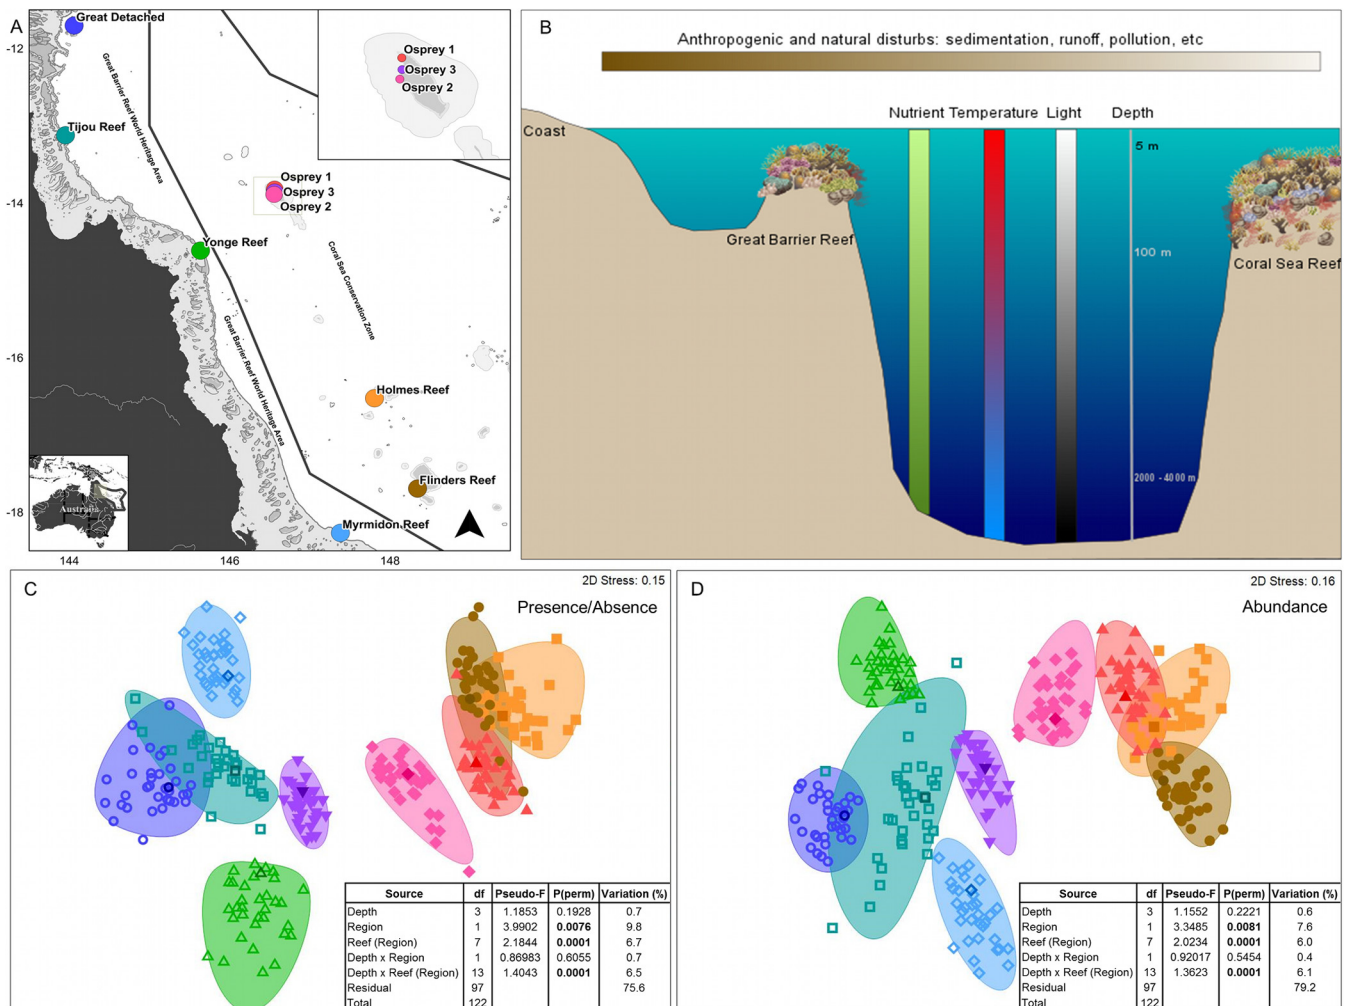 A
Great Detached
-12
Great Barrier Reef World Heritage Area
Tijou Reef
Osprey 1
Osprey 3
Osprey 2
Osprey 1
Osprey 3
Osprey 2
-14
Yonge Reef
Coral Sea Conservation Zone
Great Barrier Reef World Heritage Area
-16
Holmes Reef
Flinders Reef
Australia
-18
Myrmidon Reef
144
146
148
B
Anthropogenic and natural disturbs: sedimentation, runoff, pollution, etc
Nutrient Temperature Light Depth
Coast
5 m
Great Barrier Reef
100 m
Coral Sea Reef
2000 - 4000 m
C
2D Stress: 0.15
Presence/Absence
Source df Pseudo-F P(perm) Variation (%)
Depth 3 1.1853 0.1928 0.7
Region 1 3.9902 0.0076 9.8
Reef (Region) 7 2.1844 0.0001 6.7
Depth x Region 1 0.86983 0.6055 0.7
Depth x Reef (Region) 13 1.4043 0.0001 6.5
Residual 97 75.6
Total 122
D
2D Stress: 0.16
Abundance
Source df Pseudo-F P(perm) Variation (%)
Depth 3 1.1552 0.2221 0.6
Region 1 3.3485 0.0081 7.6
Reef (Region) 7 2.0234 0.0001 6.0
Depth x Region 1 0.92017 0.5454 0.4
Depth x Reef (Region) 13 1.3623 0.0001 6.1
Residual 97 79.2
Total 122